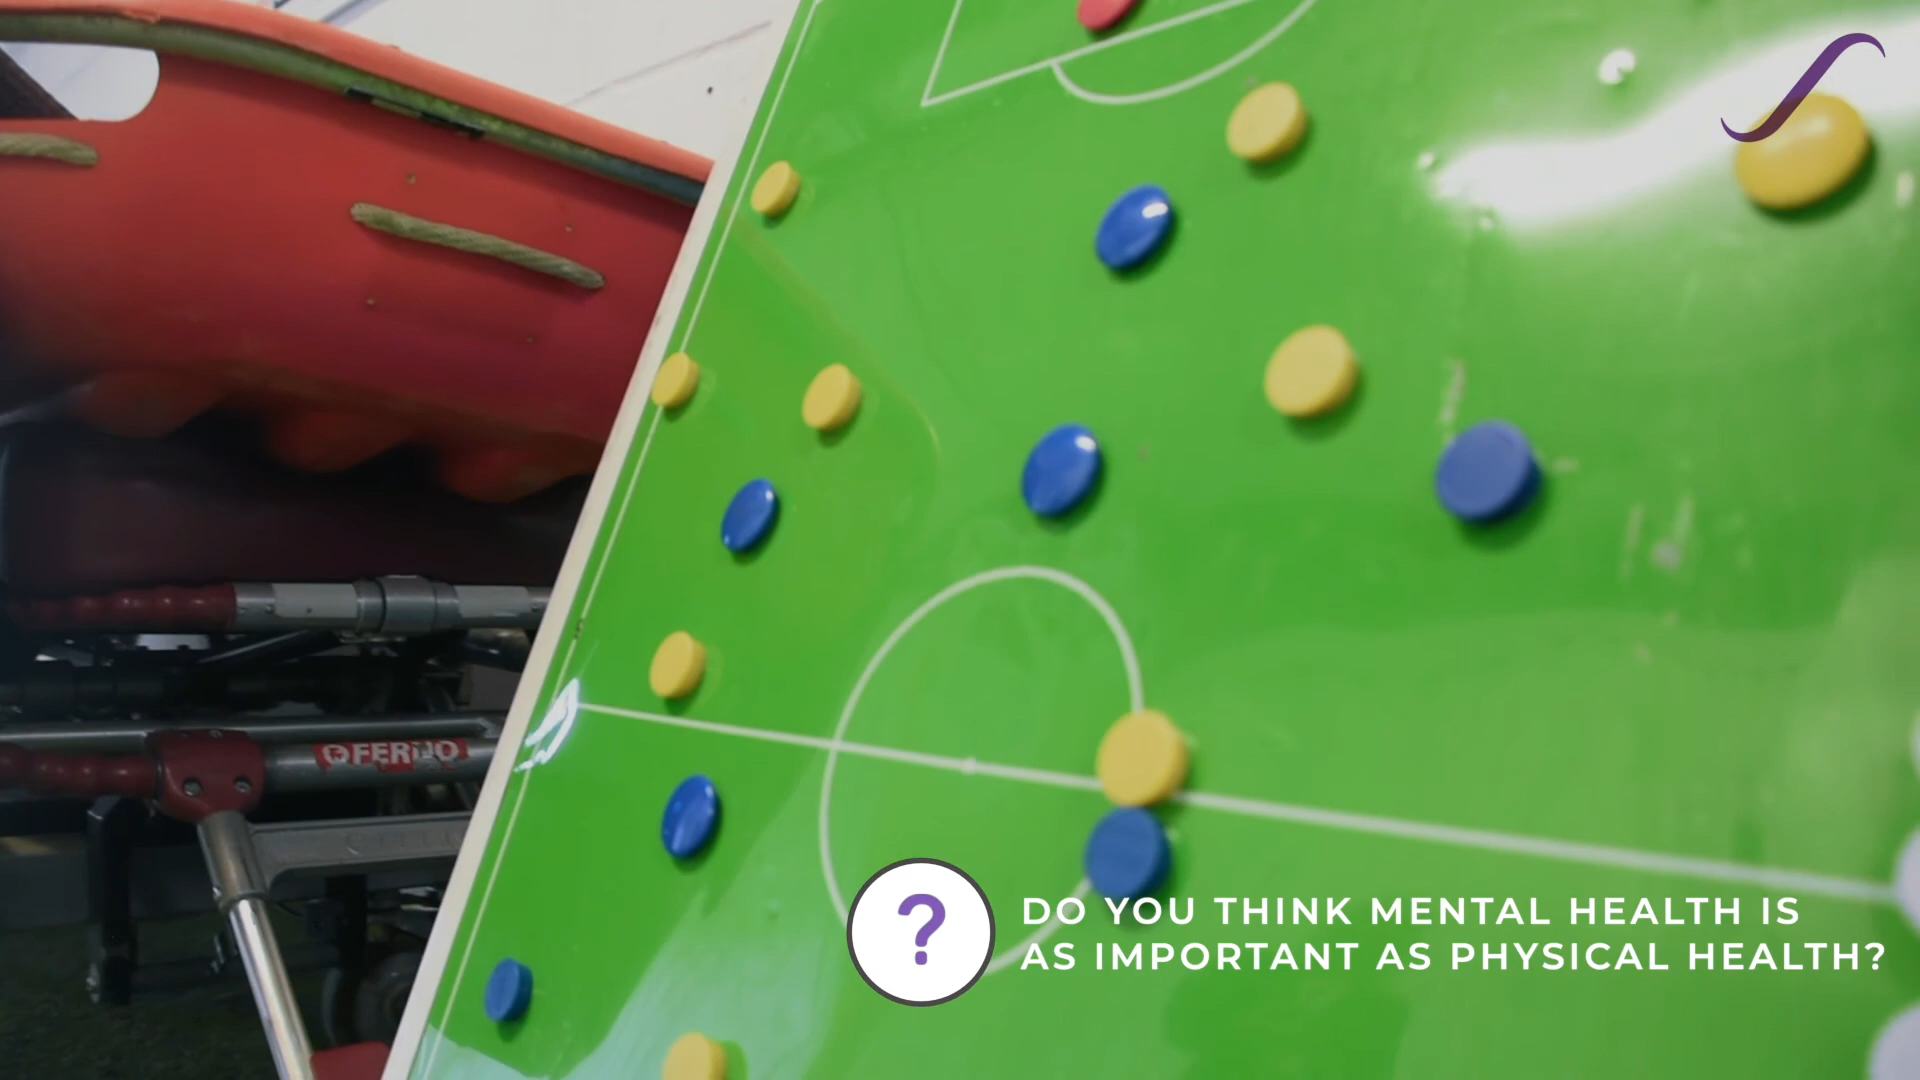 FERNO
DO YOU THINK MENTAL HEALTH IS
AS IMPORTANT AS PHYSICAL HEALTH?